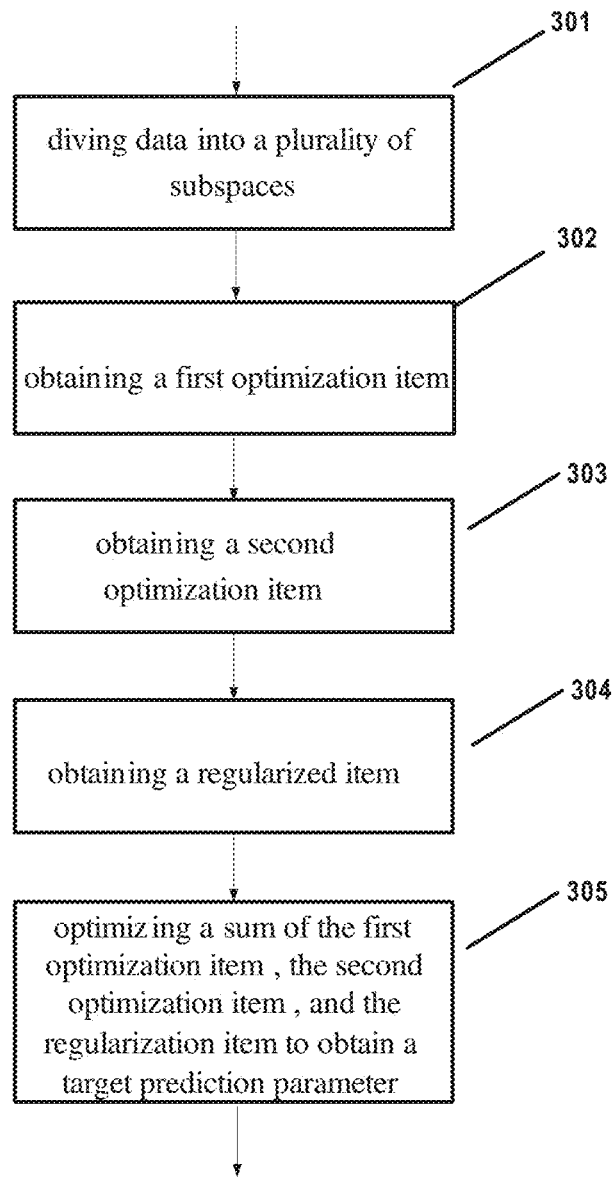 301
diving data into a plurality of
subspaces
302
obtaining a first optimization item
303
obtaining a second
optimization item
304
obtaining a regularized item
305
optimizing a sum of the first
optimization item , the second
optimization item , and the
regularization item to obtain a
target prediction parameter